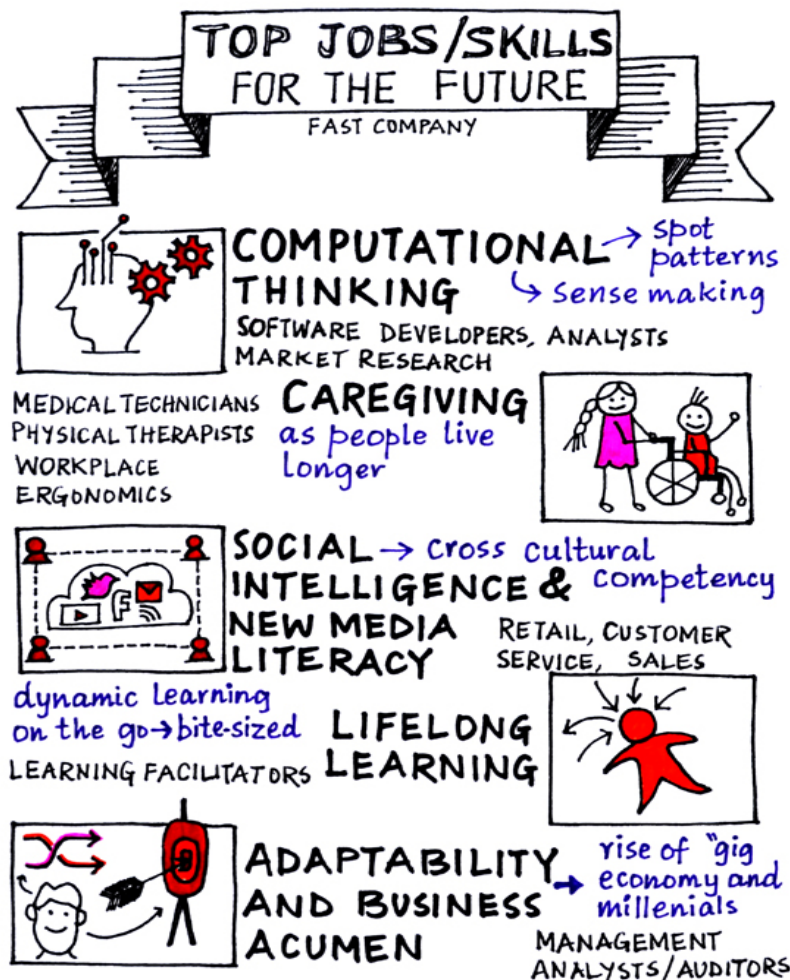 TOP JOBS/SKILLS
FOR THE FUTURE
FAST COMPANY
COMPUTATIONAL → spot
patterns
THINKING
↳ sense making
SOFTWARE DEVELOPERS, ANALYSTS
MARKET RESEARCH
MEDICAL TECHNICIANS
PHYSICAL THERAPISTS
WORKPLACE
ERGONOMICS
CAREGIVING
as people live
longer
SOCIAL → cross cultural
competency
INTELLIGENCE &
NEW MEDIA
LITERACY
RETAIL, CUSTOMER
SERVICE, SALES
F
dynamic learning
on the go→bite-sized
LEARNING FACILITATORS
LIFELONG
LEARNING
ADAPTABILITY
AND BUSINESS
ACUMEN
→ rise of "gig
economy and
millenials
MANAGEMENT
ANALYSTS/AUDITORS